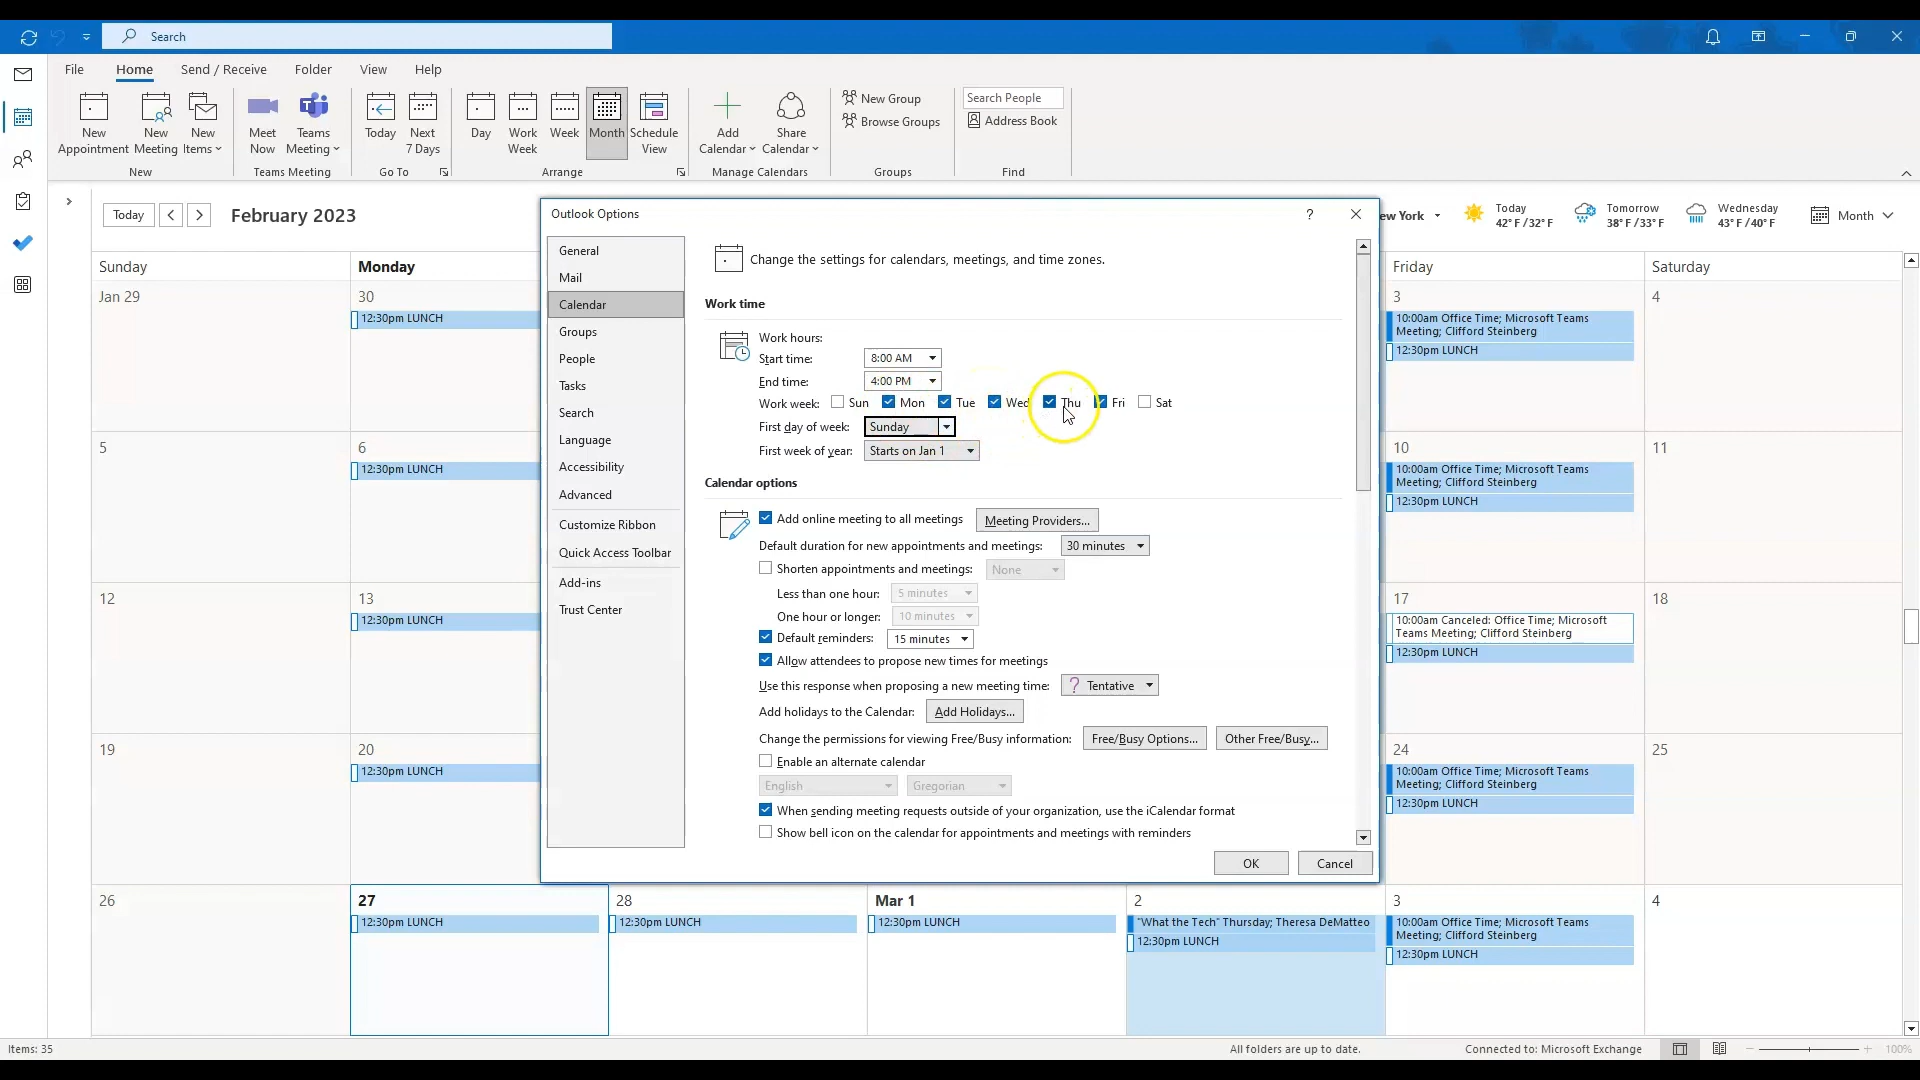 Search
File Home Send / Receive Folder View Help
New Appointment
New Meeting
New Items
New
Meet Now
Teams Meeting
Teams Meeting
Today
Next 7 Days
Go To
Day
Work Week
Week
Month
Schedule View
Arrange
Add Calendar
Share Calendar
Manage Calendars
New Group
Browse Groups
Groups
Search People
Address Book
Find
Today
February 2023
ew York
Today
42°F/32°F
Tomorrow
38°F/33°F
Wednesday
43°F/40°F
Month
Outlook Options
?
General
Mail
Calendar
Groups
People
Tasks
Search
Language
Accessibility
Advanced
Customize Ribbon
Quick Access Toolbar
Add-ins
Trust Center
Change the settings for calendars, meetings, and time zones.
Work time
Work hours:
Start time: 8:00 AM
End time: 4:00 PM
Work week: Sun Mon Tue Wed Thu Fri Sat
First day of week: Sunday
First week of year: Starts on Jan 1
Calendar options
Add online meeting to all meetings Meeting Providers...
Default duration for new appointments and meetings: 30 minutes
Shorten appointments and meetings: None
Less than one hour: 5 minutes
One hour or longer: 10 minutes
Default reminders: 15 minutes
Allow attendees to propose new times for meetings
Use this response when proposing a new meeting time: ? Tentative
Add holidays to the Calendar: Add Holidays...
Change the permissions for viewing Free/Busy information: Free/Busy Options... Other Free/Busy...
Enable an alternate calendar
English Gregorian
When sending meeting requests outside of your organization, use the iCalendar format
Show bell icon on the calendar for appointments and meetings with reminders
OK Cancel
Sunday Monday Friday Saturday
Jan 29
30
12:30pm LUNCH
3
10:00am Office Time; Microsoft Teams
Meeting; Clifford Steinberg
12:30pm LUNCH
4
5
6
12:30pm LUNCH
10
10:00am Office Time; Microsoft Teams
Meeting; Clifford Steinberg
12:30pm LUNCH
11
12
13
12:30pm LUNCH
17
10:00am Canceled: Office Time; Microsoft
Teams Meeting; Clifford Steinberg
12:30pm LUNCH
18
19
20
12:30pm LUNCH
24
10:00am Office Time; Microsoft Teams
Meeting; Clifford Steinberg
12:30pm LUNCH
25
26
27
12:30pm LUNCH
28
12:30pm LUNCH
Mar 1
12:30pm LUNCH
2
"What the Tech" Thursday; Theresa DeMatteo
12:30pm LUNCH
3
10:00am Office Time; Microsoft Teams
Meeting; Clifford Steinberg
12:30pm LUNCH
4
Items: 35
All folders are up to date.
Connected to: Microsoft Exchange
100%